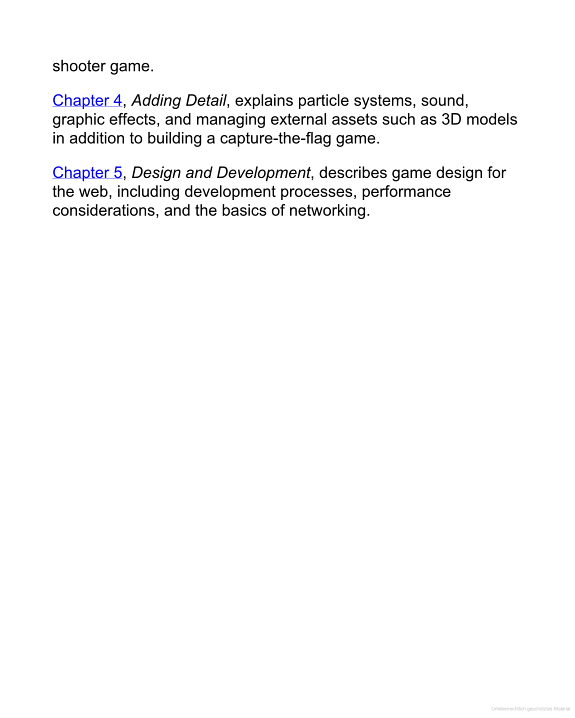 shooter game.
Chapter 4, Adding Detail, explains particle systems, sound,
graphic effects, and managing external assets such as 3D models
in addition to building a capture-the-flag game.
Chapter 5, Design and Development, describes game design for
the web, including development processes, performance
considerations, and the basics of networking.
Urheberrechtlich geschütztes Material